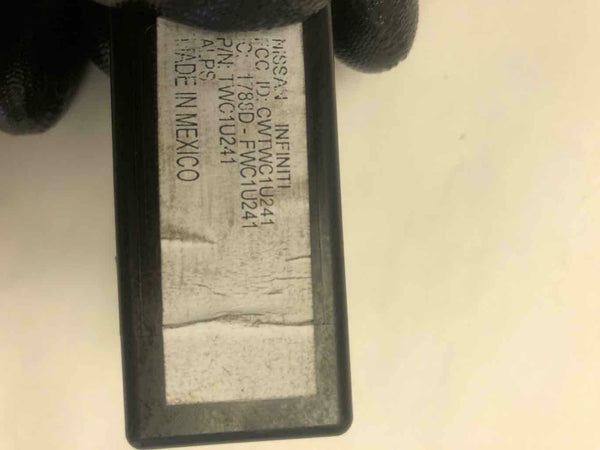 NISSAN INFINITI
FCC ID: CWTWC1U241
IC: 1788D - FWC1U241
P/N: TWC1U241
ALPS
MADE IN MEXICO